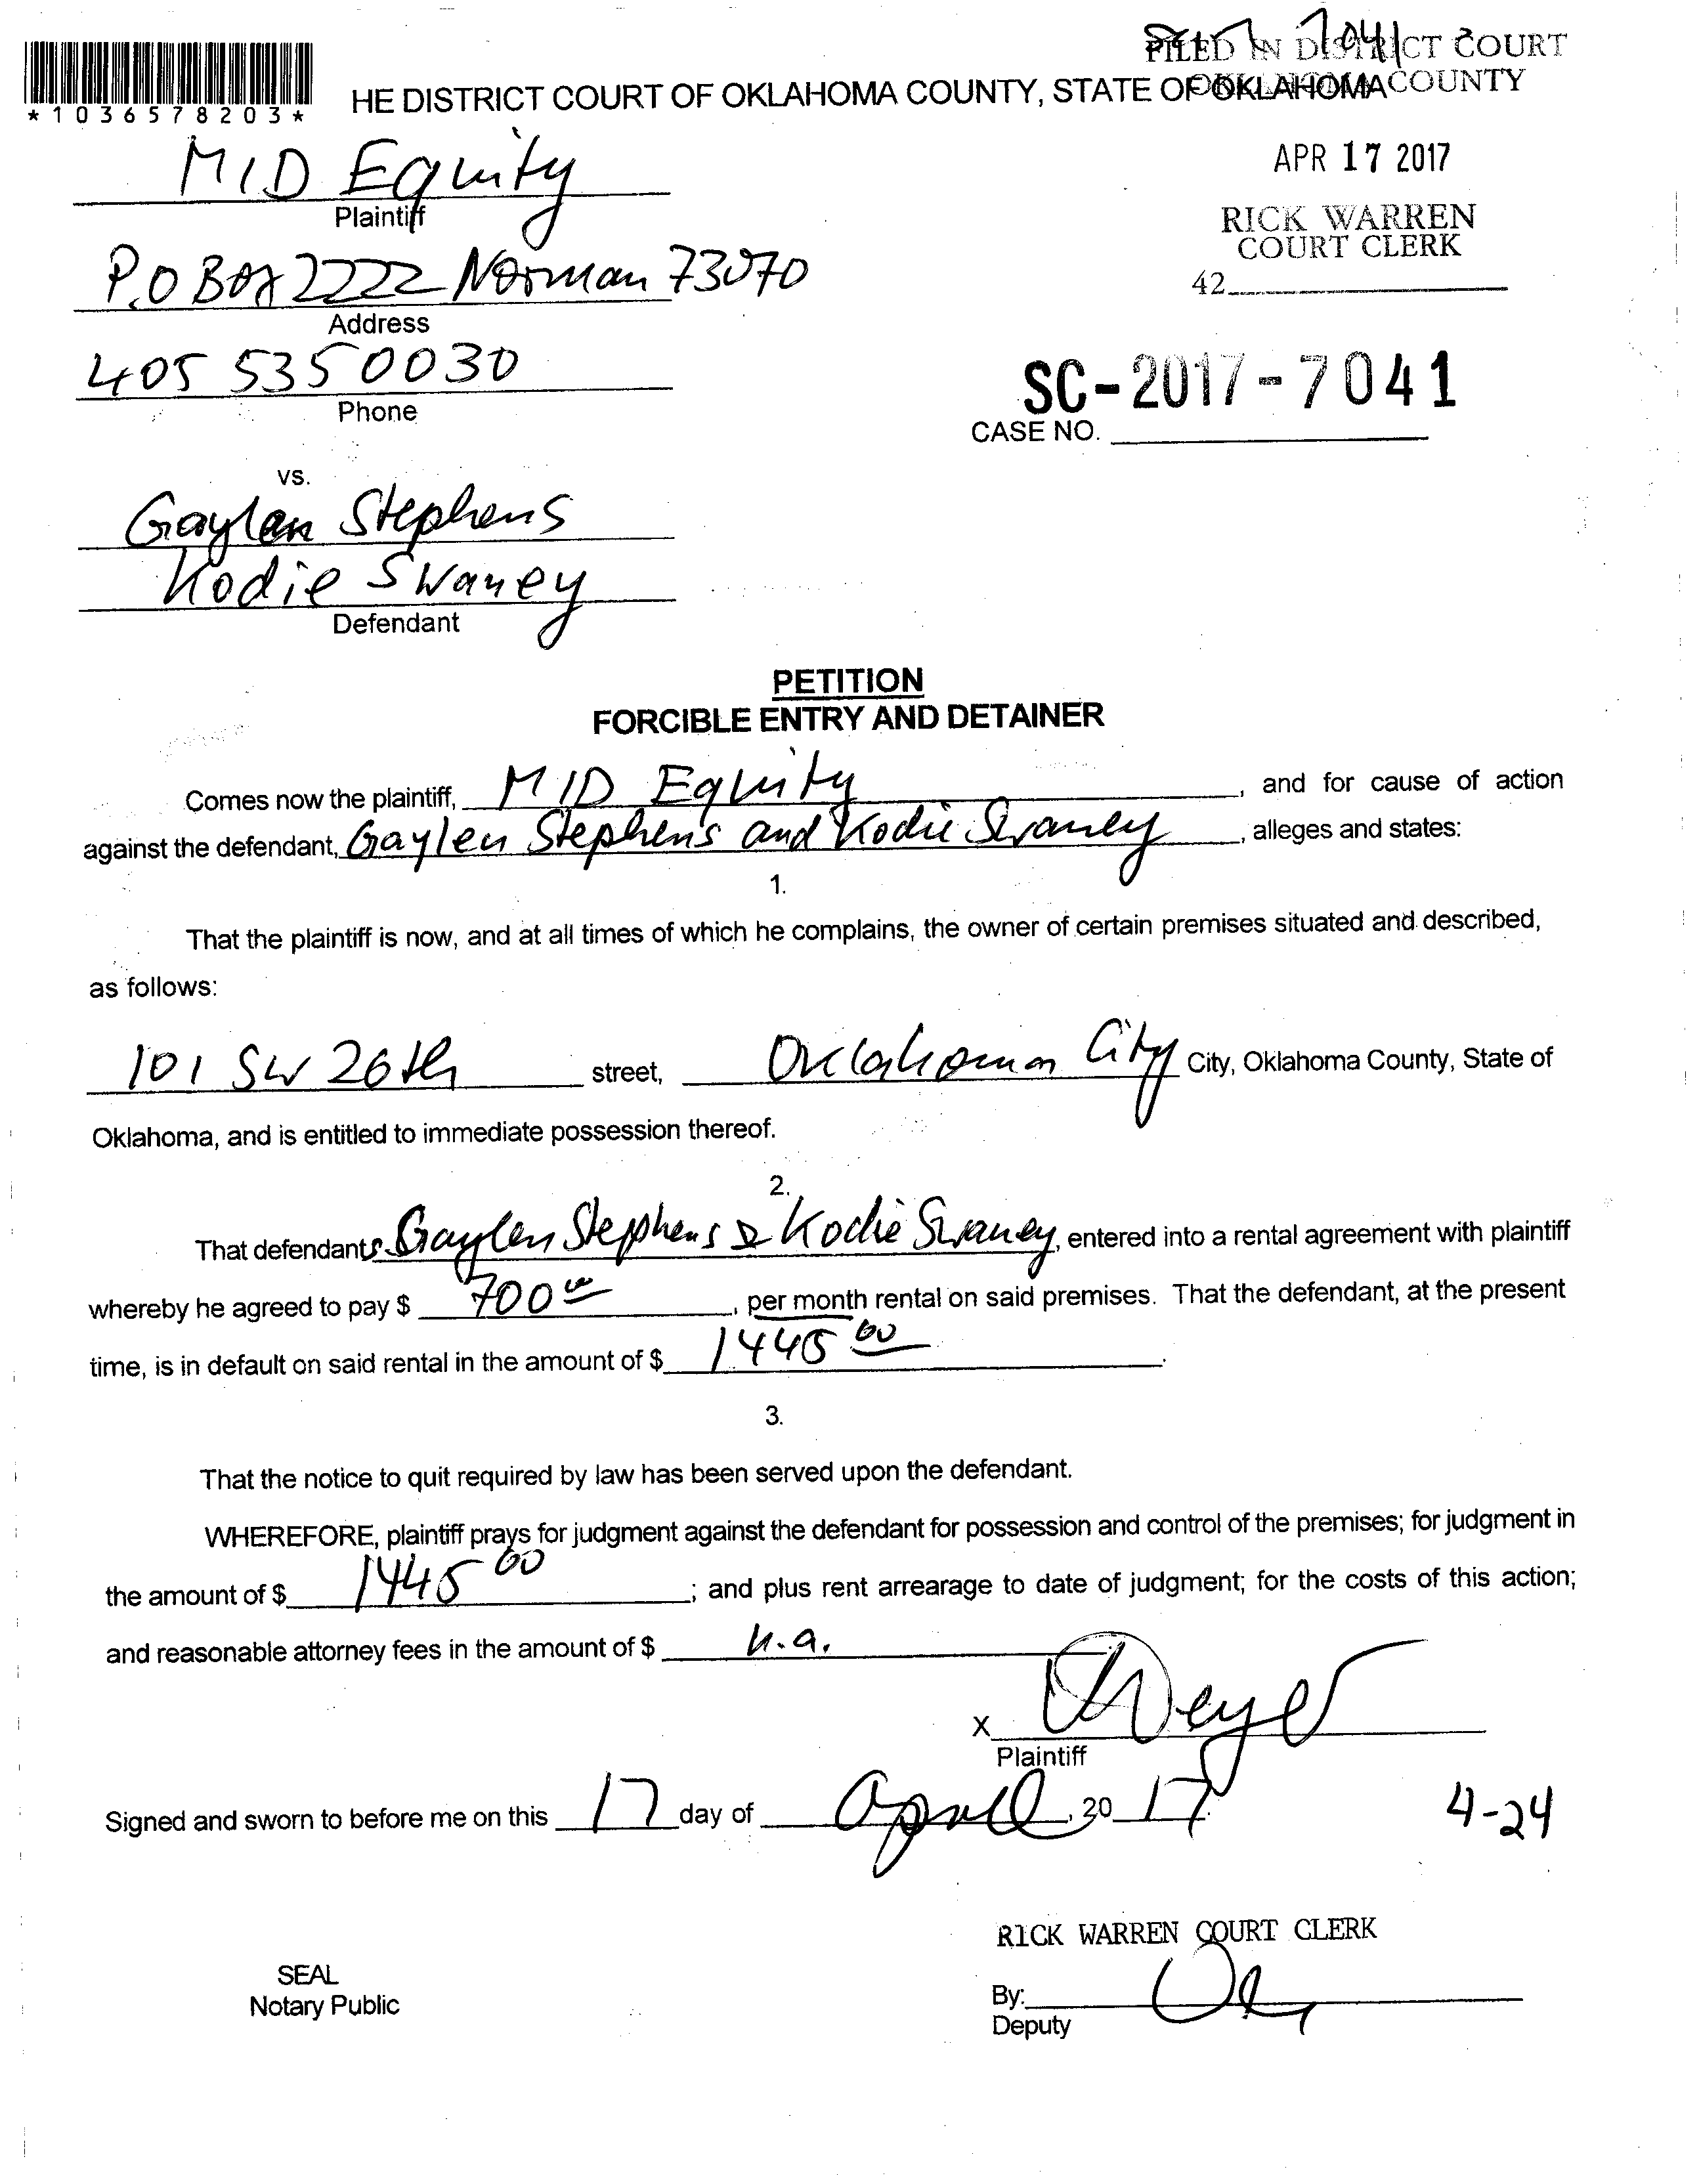 FILED IN DISTRICT COURT
OKLAHOMA COUNTY
*1036578203*
HE DISTRICT COURT OF OKLAHOMA COUNTY, STATE OF OKLAHOMA
MID Equity
Plaintiff
APR 17 2017
RICK WARREN
COURT CLERK
42
P.O Box 2222 Norman 73070
Address
405 535 0030
Phone
SC-2017-7041
CASE NO.
vs.
Gaylen Stephens
Kodie Swaney
Defendant
PETITION
FORCIBLE ENTRY AND DETAINER
Comes now the plaintiff, MID Equity, and for cause of action
against the defendant, Gaylen Stephens and Kodie Swaney, alleges and states:
1.
That the plaintiff is now, and at all times of which he complains, the owner of certain premises situated and described,
as follows:
101 SW 26th street, Oklahoma City City, Oklahoma County, State of
Oklahoma, and is entitled to immediate possession thereof.
2.
That defendants Gaylen Stephens & Kodie Swaney, entered into a rental agreement with plaintiff
whereby he agreed to pay $ 700 00, per month rental on said premises. That the defendant, at the present
time, is in default on said rental in the amount of $ 1445 00.
3.
That the notice to quit required by law has been served upon the defendant.
WHEREFORE, plaintiff prays for judgment against the defendant for possession and control of the premises; for judgment in
the amount of $ 1445 00; and plus rent arrearage to date of judgment; for the costs of this action;
and reasonable attorney fees in the amount of $ n.a.
X
Plaintiff
Signed and sworn to before me on this 17 day of April, 20 17.
4-24
RICK WARREN COURT CLERK
SEAL
Notary Public
By:
Deputy